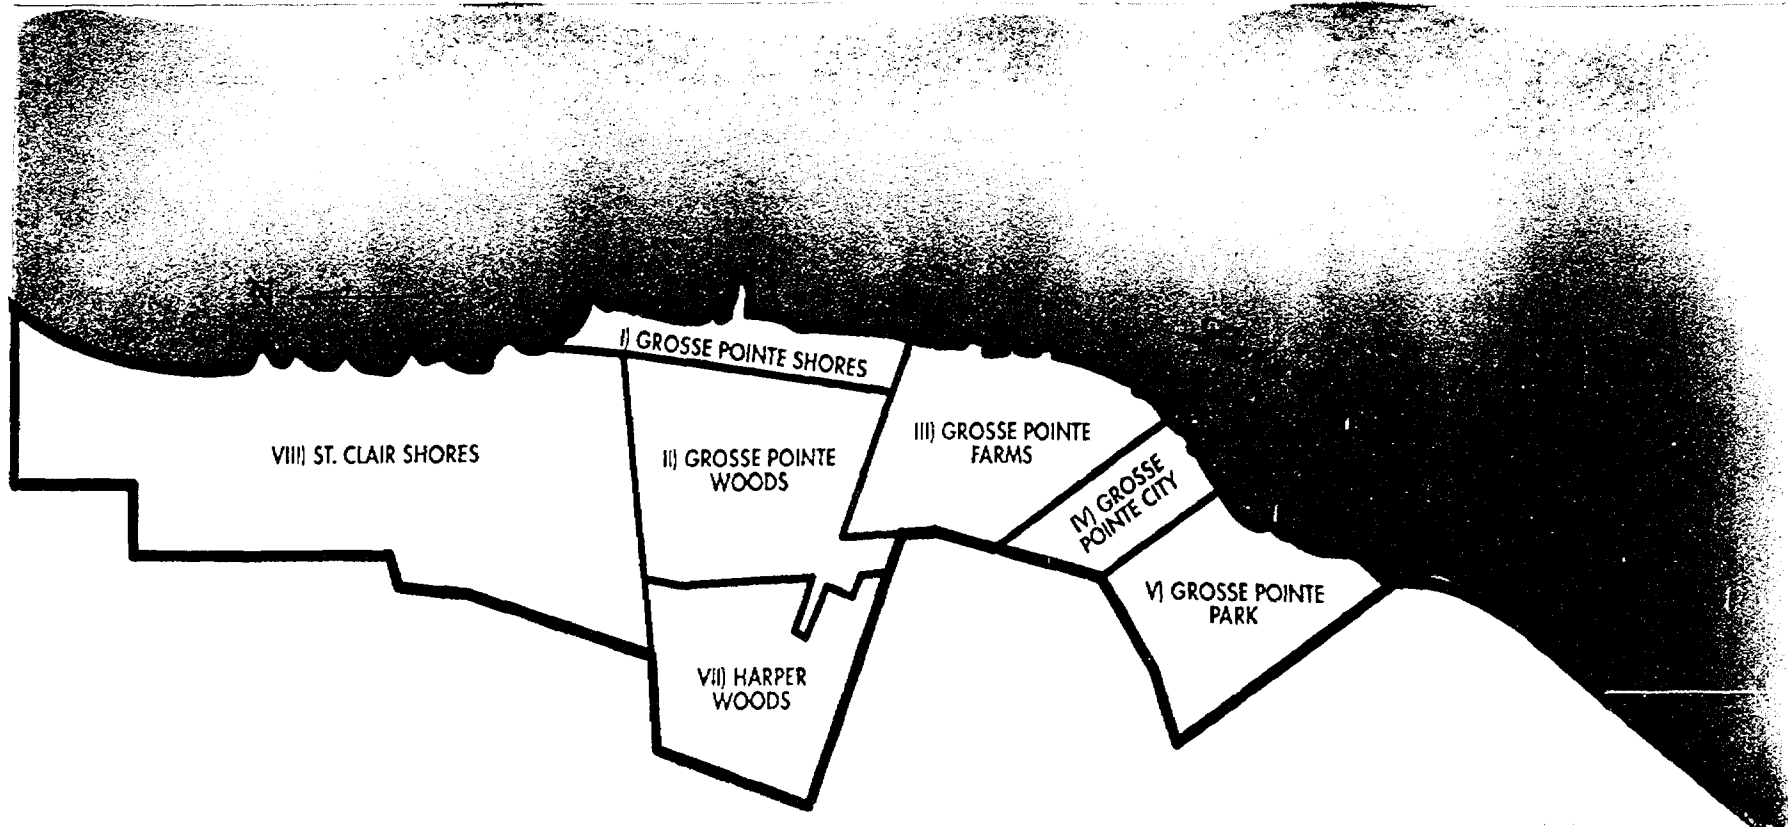 I) GROSSE POINTE SHORES
VIII) ST. CLAIR SHORES
II) GROSSE POINTE
WOODS
III) GROSSE POINTE
FARMS
IV) GROSSE
POINTE CITY
V) GROSSE POINTE
PARK
VII) HARPER
WOODS